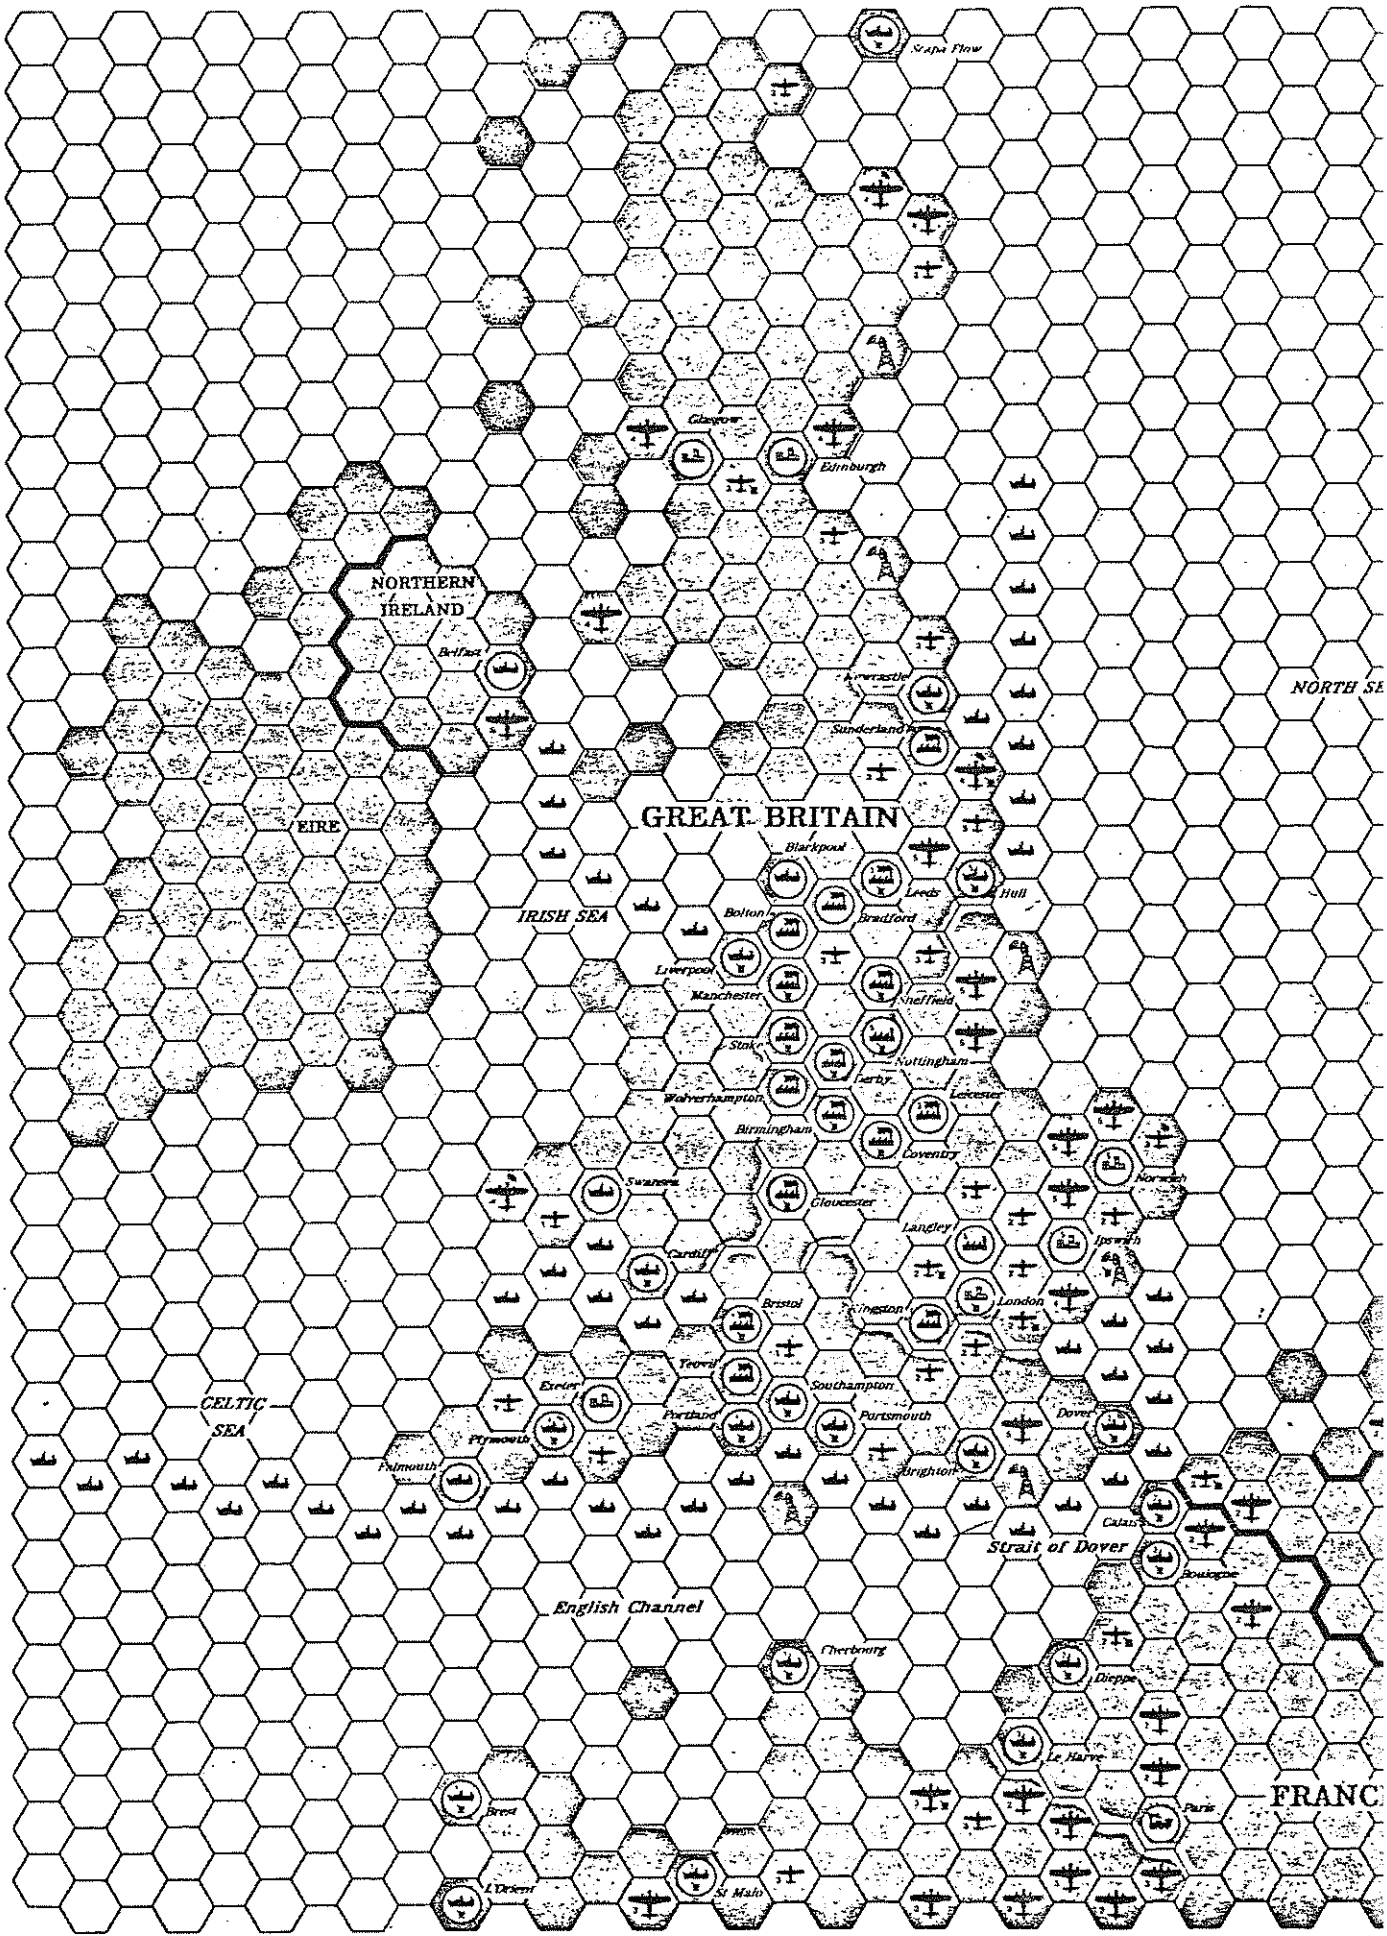 Scapa Flow
Glasgow
Edinburgh
NORTHERN
IRELAND
Belfast
NORTH SE
Newcastle
Sunderland
GREAT BRITAIN
EIRE
Blarkpool
Leeds
Hull
IRISH SEA
Bolton
Bradford
Liverpool
Manchester
Sheffield
Stoke
Nottingham
Derby
Wolverhampton
Leicester
Birmingham
Coventry
Swansea
Norwich
Gloucester
Langley
Ipswich
Cardiff
London
Bristol
Kingston
Yeovil
Exeter
Southampton
CELTIC
SEA
Portland
Portsmouth
Dover
Plymouth
Falmouth
Brighton
Calais
Strait of Dover
Boulogne
English Channel
Cherbourg
Dieppe
Le Harve
FRANC
Brest
Paris
L'Orient
St Malo